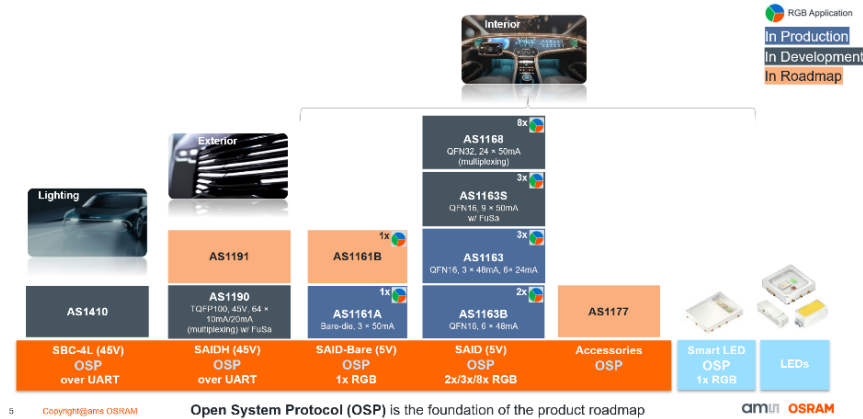 RGB Application
In Production
In Development
In Roadmap
Interior
Exterior
Lighting
8x
AS1168
QFN32, 24 × 50mA
(multiplexing)
3x
AS1163S
QFN16, 9 × 50mA
w/ FuSa
3x
AS1163
QFN16, 3 × 48mA, 6× 24mA
2x
AS1163B
QFN16, 6 × 48mA
1x
AS1161B
1x
AS1161A
Bare-die, 3 × 50mA
AS1191
AS1190
TQFP100, 45V, 64 ×
10mA/20mA
(multiplexing) w/ FuSa
AS1410
AS1177
SBC-4L (45V)
OSP
over UART
SAIDH (45V)
OSP
over UART
SAID-Bare (5V)
OSP
1x RGB
SAID (5V)
OSP
2x/3x/8x RGB
Accessories
OSP
Smart LED
OSP
1x RGB
LEDs
5
Copyright@ams OSRAM
Open System Protocol (OSP) is the foundation of the product roadmap
amu OSRAM